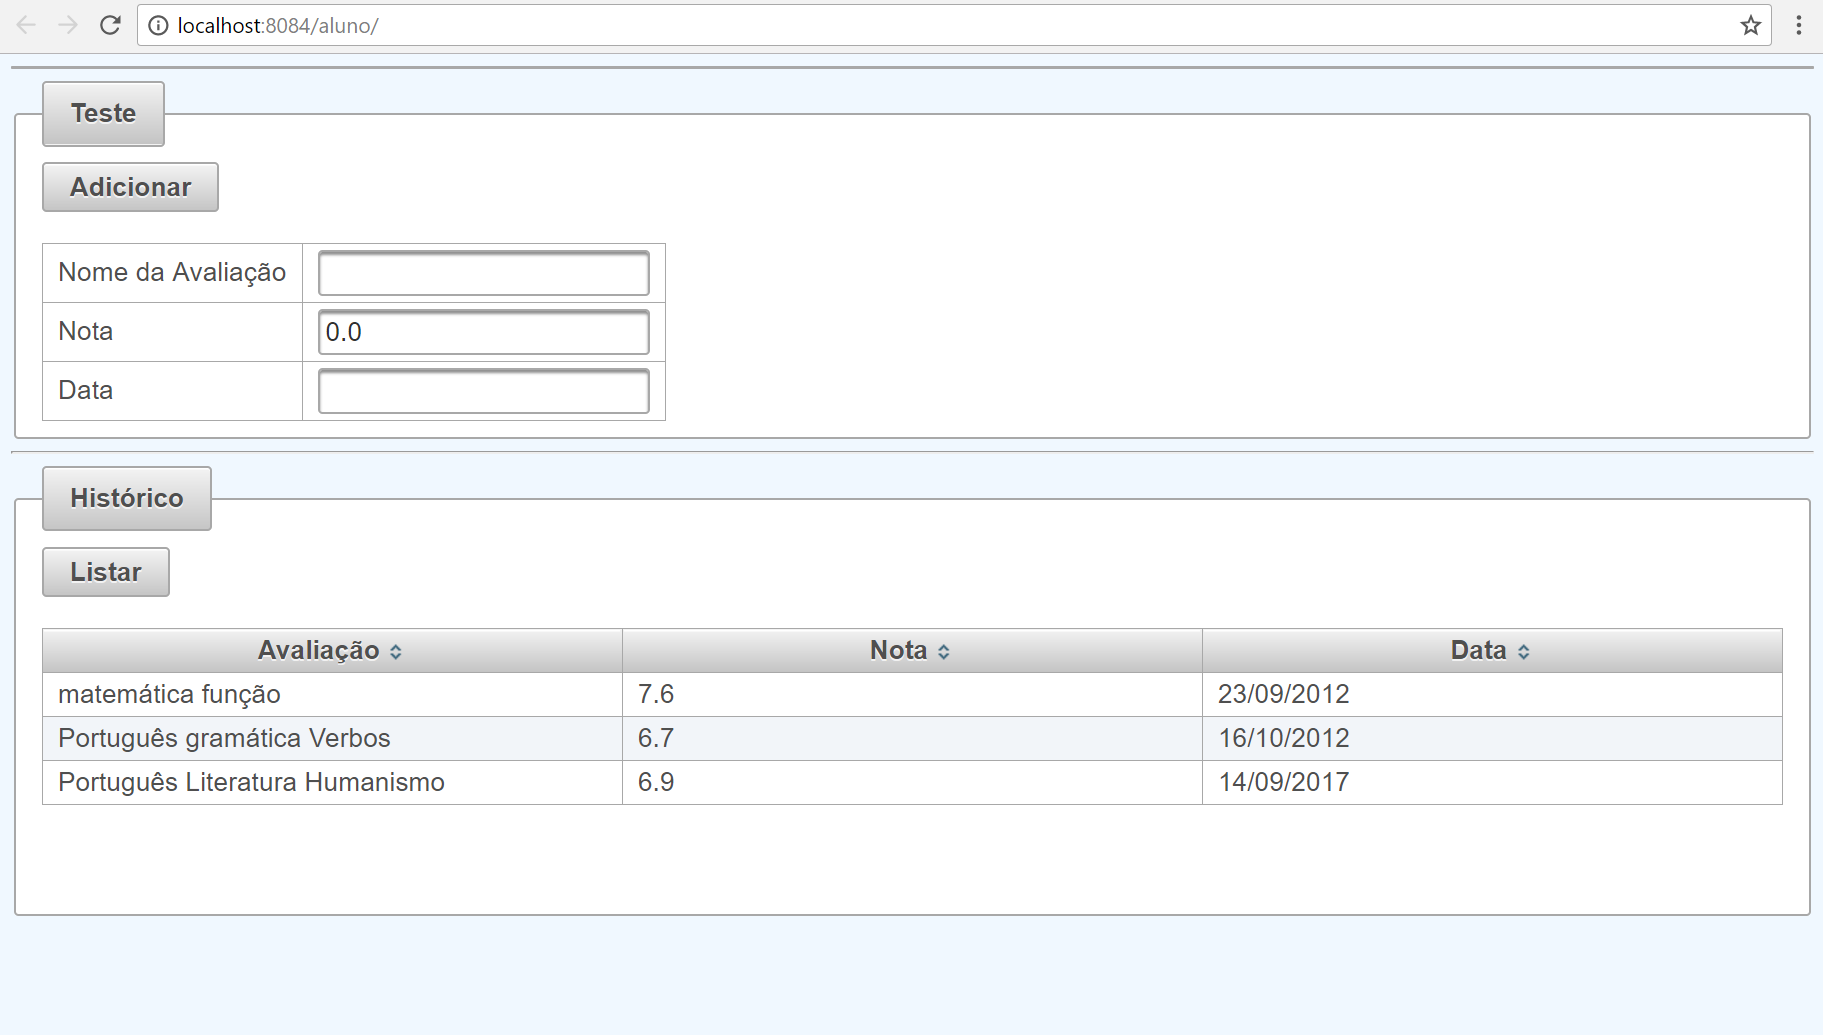 localhost:8084/aluno/
Teste
Adicionar
Nome da Avaliação
Nota 0.0
Data
Histórico
Listar
Avaliação Nota Data
matemática função 7.6 23/09/2012
Português gramática Verbos 6.7 16/10/2012
Português Literatura Humanismo 6.9 14/09/2017